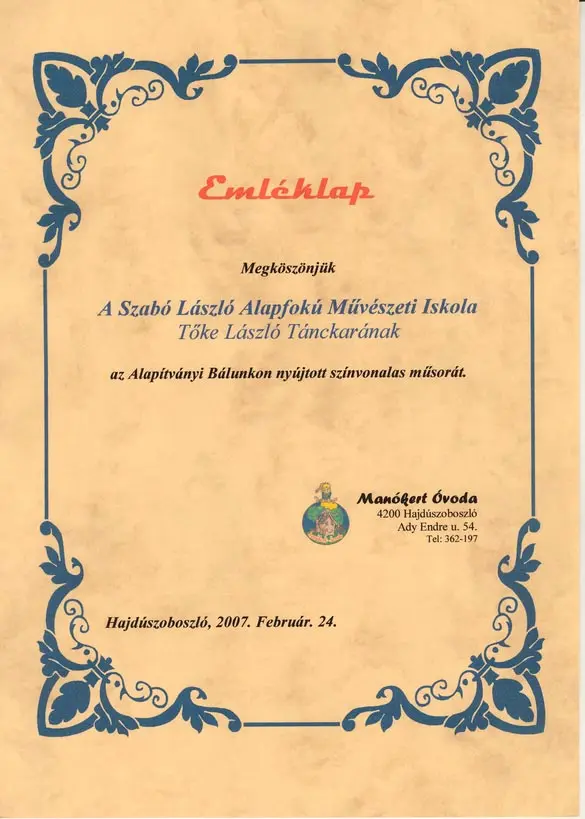 Emléklap
Megköszönjük
A Szabó László Alapfokú Művészeti Iskola
Tőke László Tánckarának
az Alapítványi Bálunkon nyújtott színvonalas műsorát.
Manókert Óvoda
4200 Hajdúszoboszló
Ady Endre u. 54.
Tel: 362-197
Hajdúszoboszló, 2007. Február. 24.